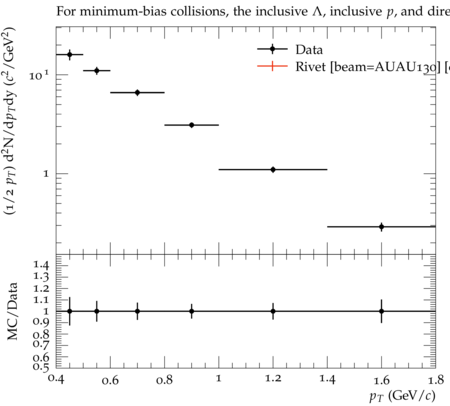 For minimum-bias collisions, the inclusive Λ, inclusive p, and dire
Data
Rivet [beam=AUAU130] [
(1/2 p_T) d²N/dp_Tdy (c²/GeV²)
10¹
1
MC/Data
1.4
1.3
1.2
1.1
1
0.9
0.8
0.7
0.6
0.5
0.4 0.6 0.8 1 1.2 1.4 1.6 1.8
p_T (GeV/c)